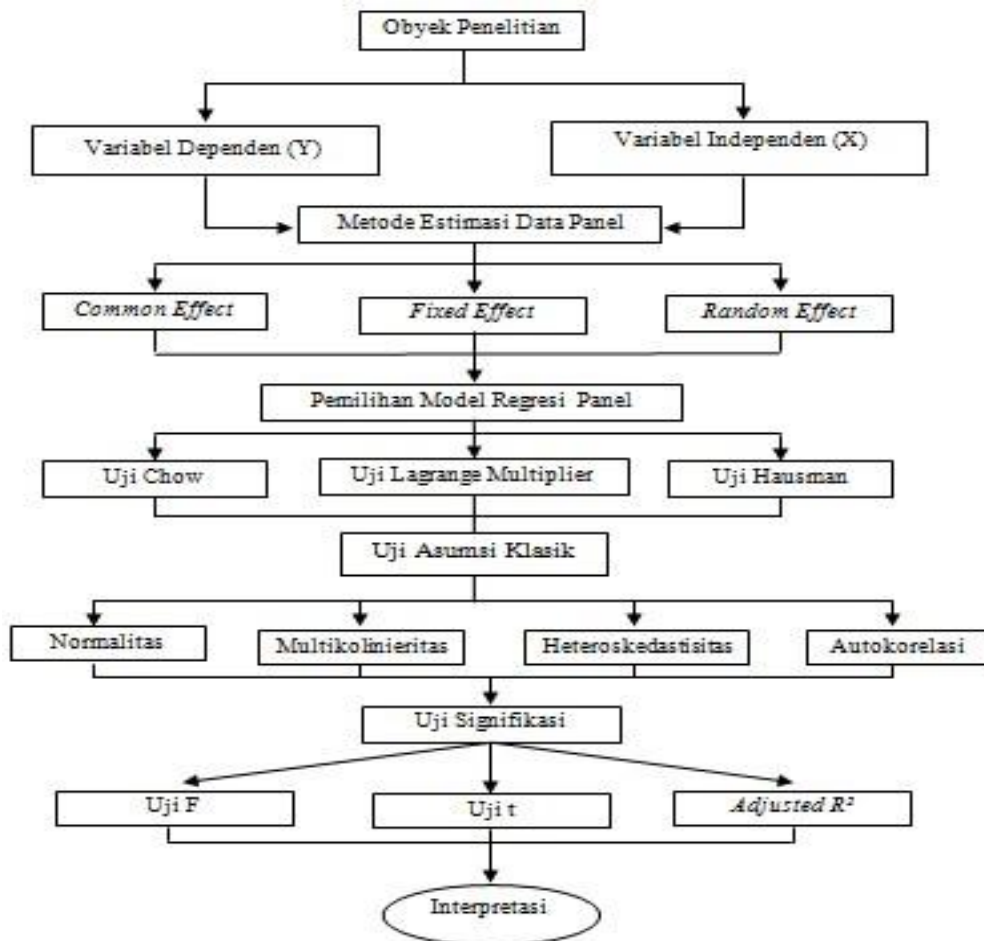 Obyek Penelitian
Variabel Dependen (Y)
Variabel Independen (X)
Metode Estimasi Data Panel
Common Effect
Fixed Effect
Random Effect
Pemilihan Model Regresi Panel
Uji Chow
Uji Lagrange Multiplier
Uji Hausman
Uji Asumsi Klasik
Normalitas
Multikolinieritas
Heteroskedastisitas
Autokorelasi
Uji Signifikasi
Uji F
Uji t
Adjusted R²
Interpretasi